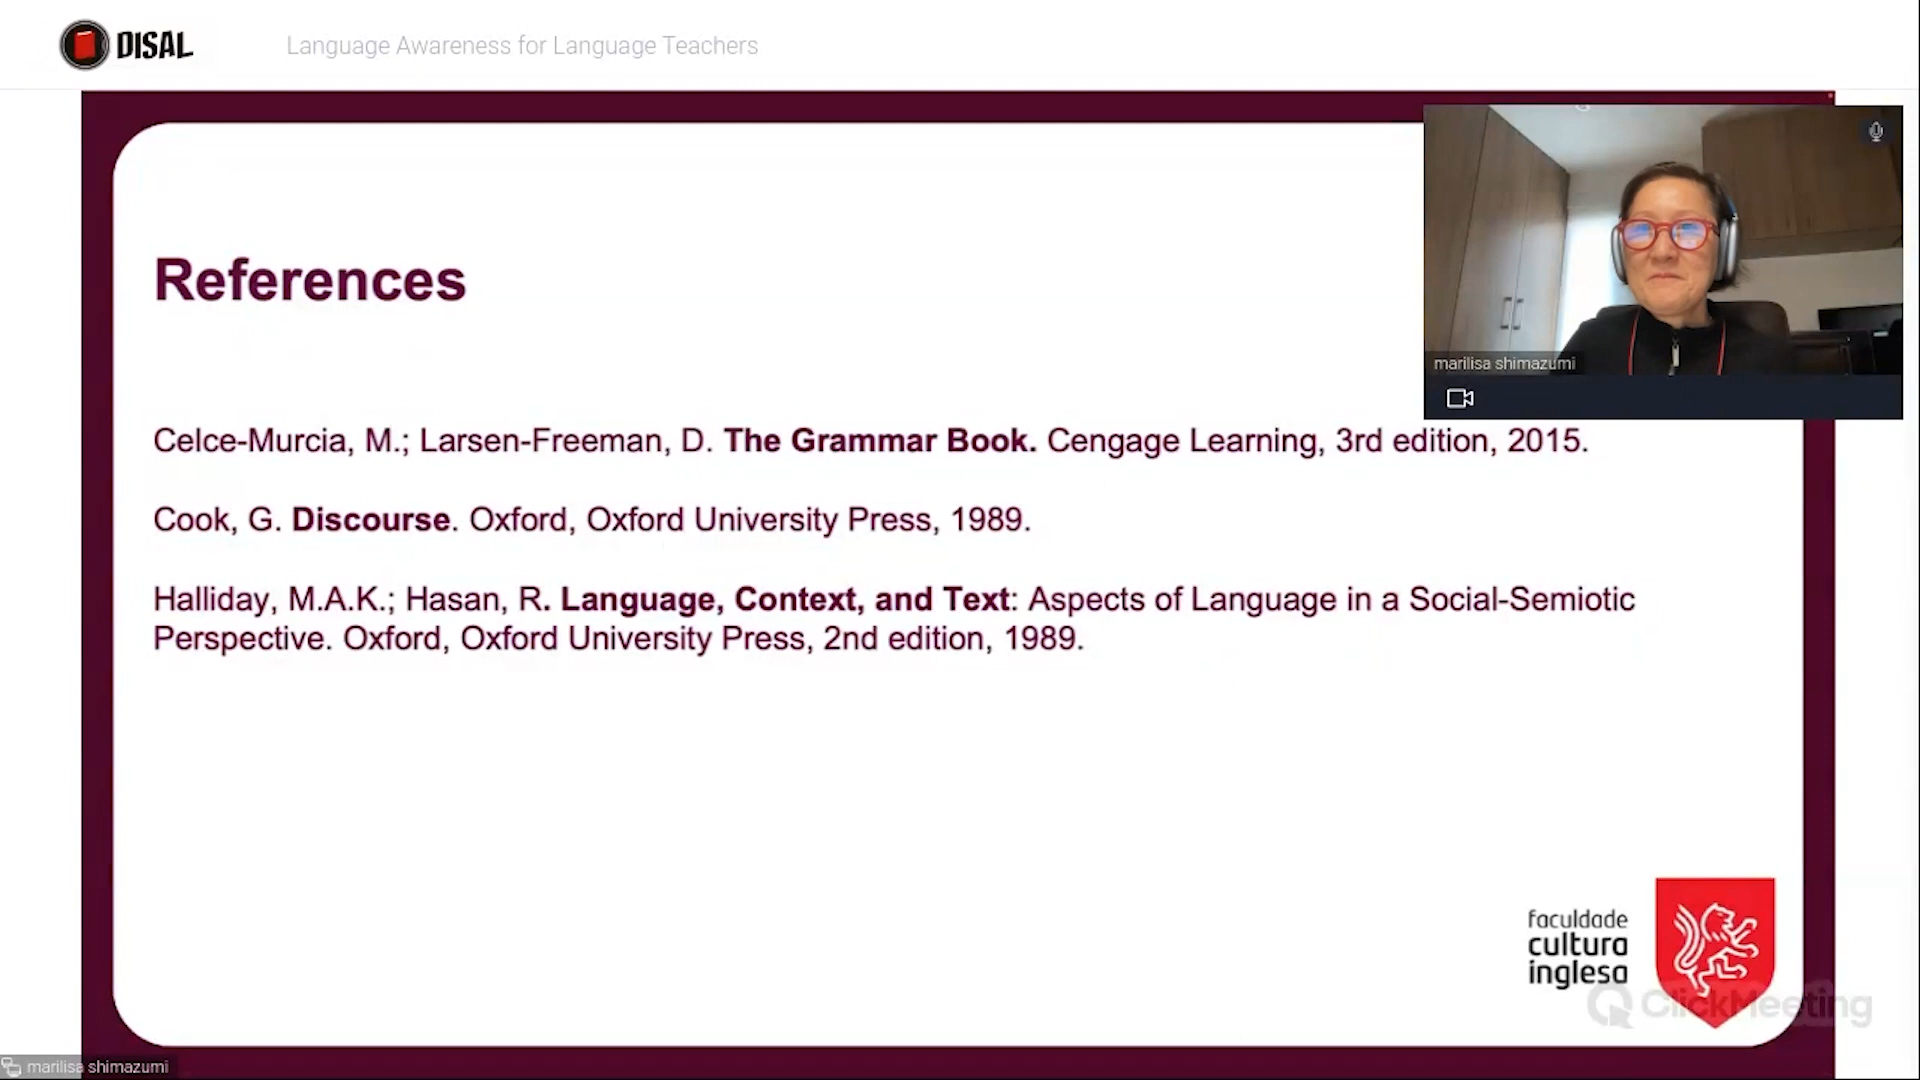 DISAL
Language Awareness for Language Teachers
marilisa shimazumi
References
Celce-Murcia, M.; Larsen-Freeman, D. The Grammar Book. Cengage Learning, 3rd edition, 2015.
Cook, G. Discourse. Oxford, Oxford University Press, 1989.
Halliday, M.A.K.; Hasan, R. Language, Context, and Text: Aspects of Language in a Social-Semiotic
Perspective. Oxford, Oxford University Press, 2nd edition, 1989.
faculdade
cultura
inglesa
ClickMeeting
marilisa shimazumi